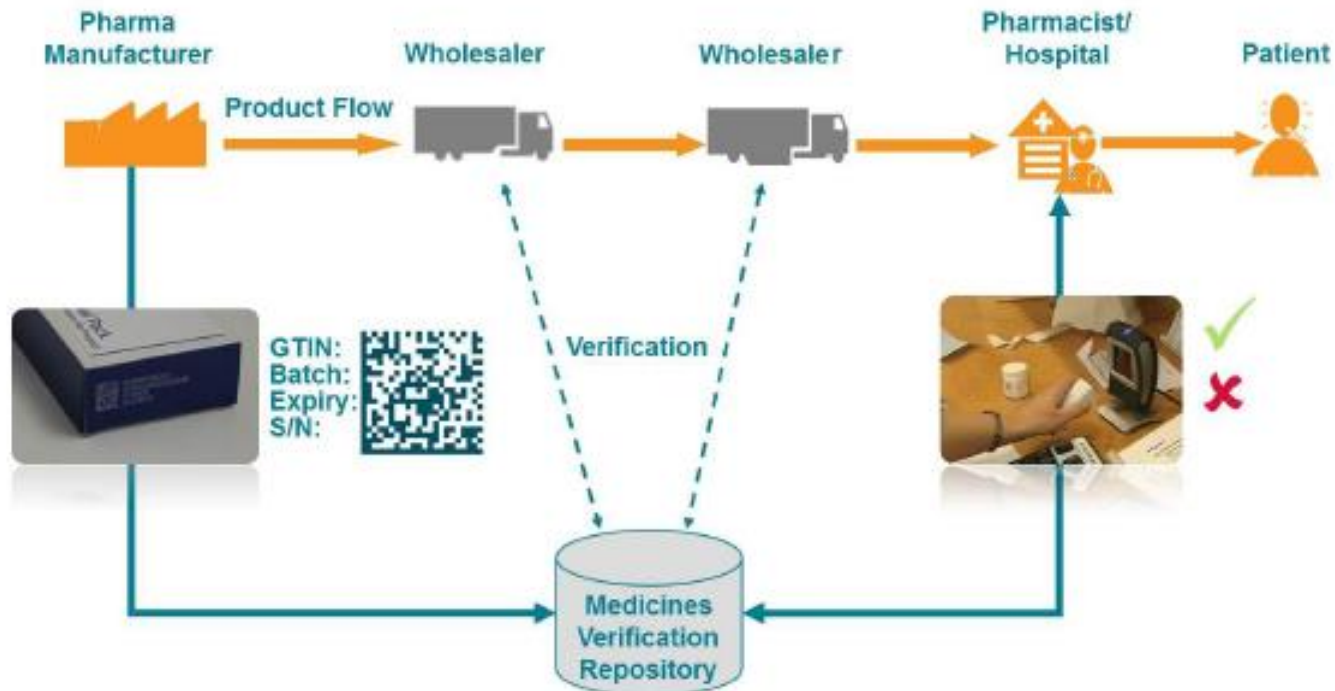 Pharma
Manufacturer
Wholesaler
Wholesaler
Pharmacist/
Hospital
Patient
Product Flow
GTIN:
Batch:
Expiry:
S/N:
Verification
Medicines
Verification
Repository